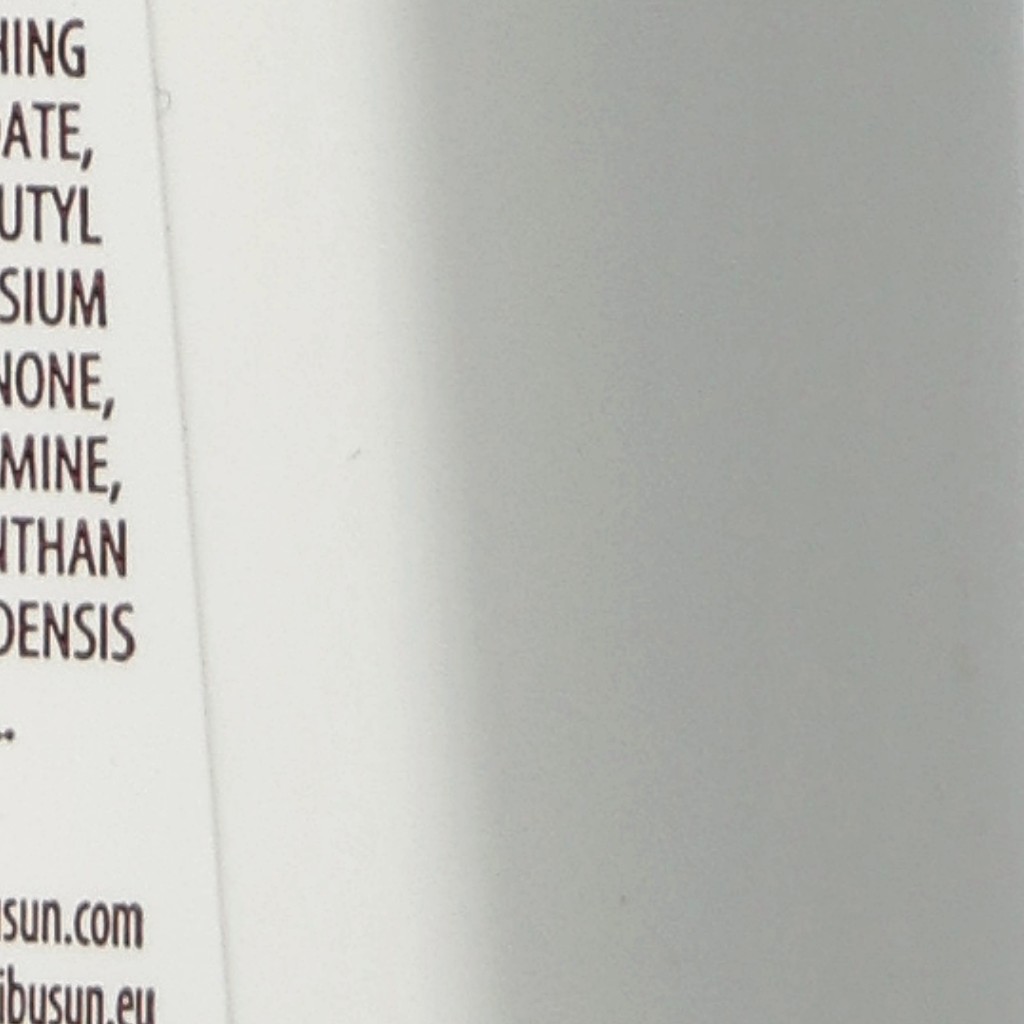 HING
ATE,
UTYL
SIUM
NONE,
MINE,
NTHAN
DENSIS
..
sun.com
ibusun.eu